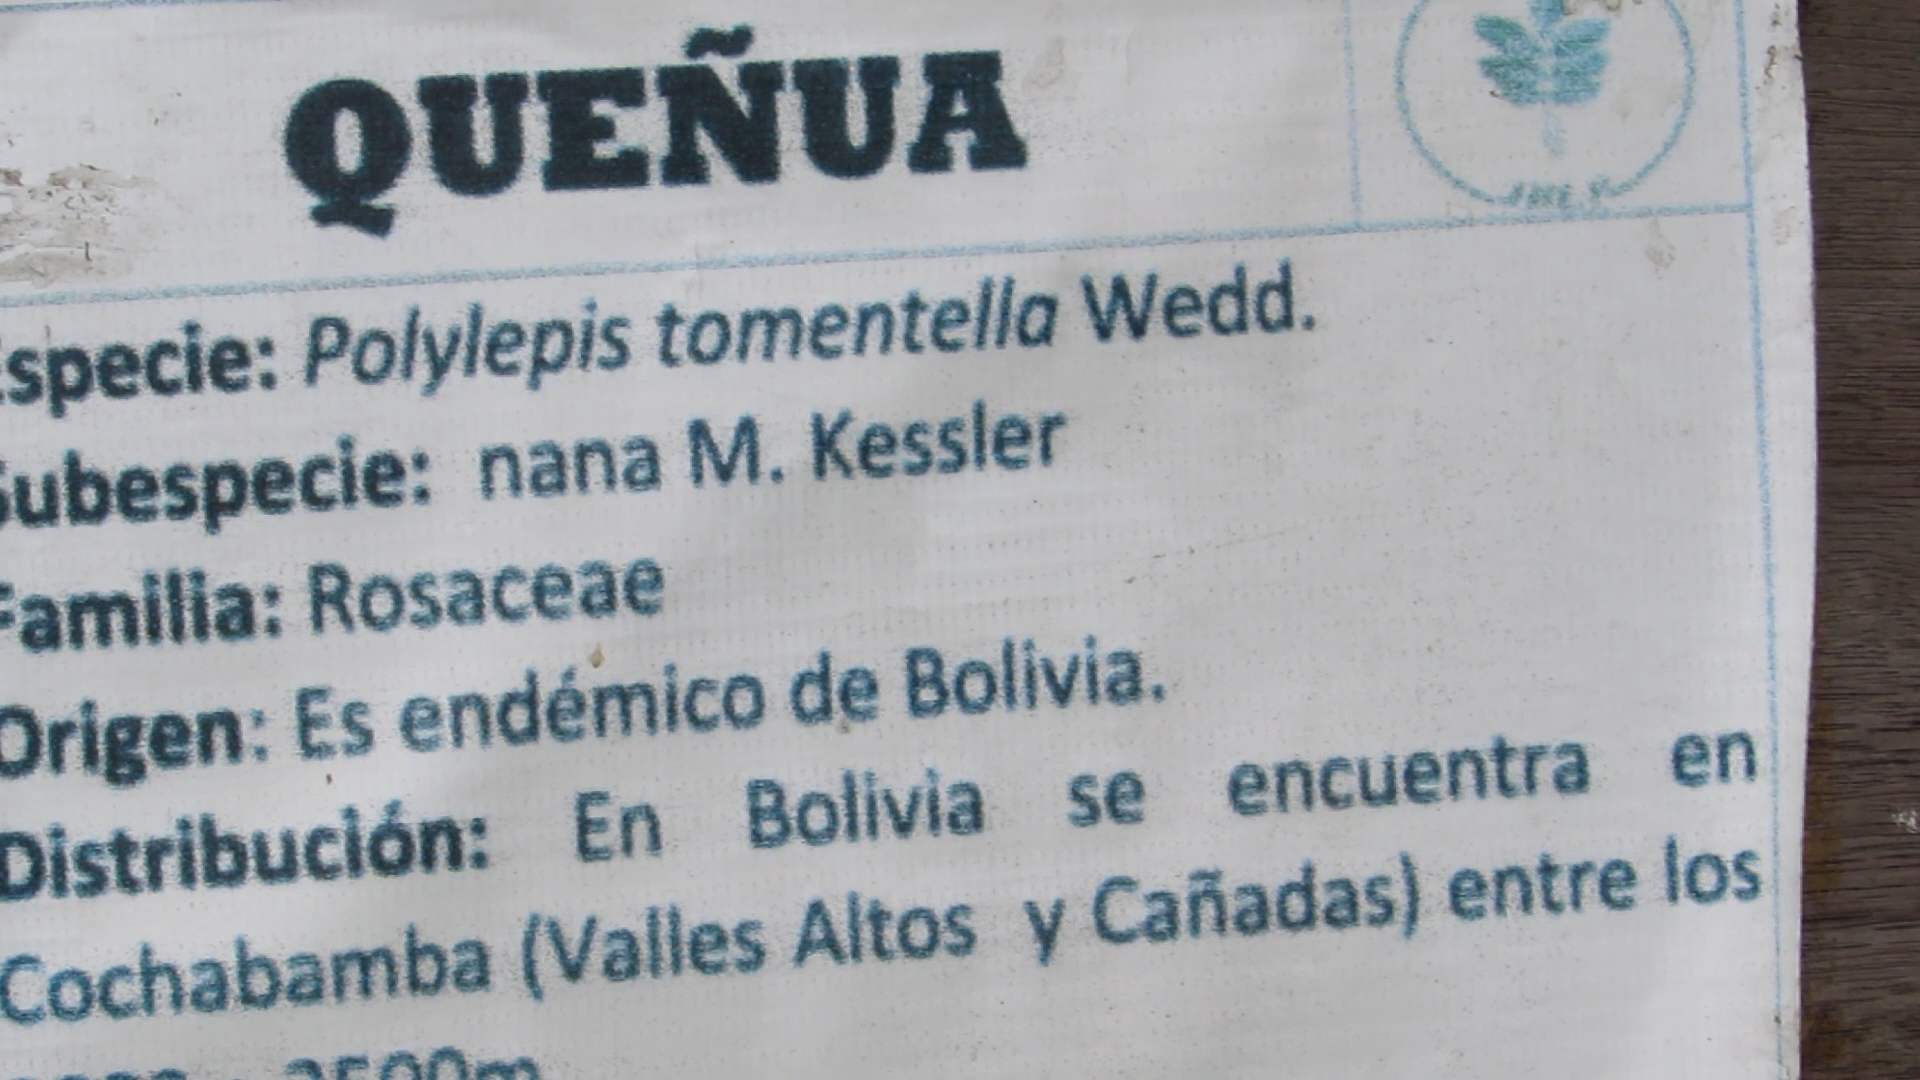 QUEÑUA
Especie: Polylepis tomentella Wedd.
Subespecie: nana M. Kessler
Familia: Rosaceae
Origen: Es endémico de Bolivia.
Distribución: En Bolivia se encuentra en
Cochabamba (Valles Altos y Cañadas) entre los
3500m